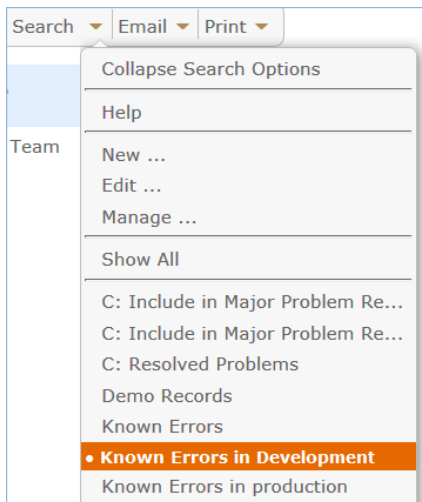 Search Email Print
Collapse Search Options
Help
Team
New ...
Edit ...
Manage ...
Show All
C: Include in Major Problem Re...
C: Include in Major Problem Re...
C: Resolved Problems
Demo Records
Known Errors
• Known Errors in Development
Known Errors in production